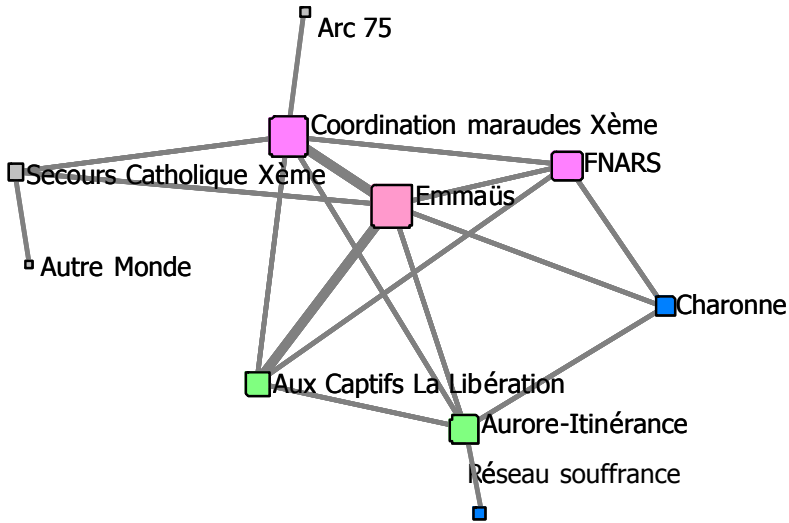 Arc 75
Coordination maraudes Xème
FNARS
Secours Catholique Xème
Emmaüs
Autre Monde
Charonne
Aux Captifs La Libération
Aurore-Itinérance
Réseau souffrance